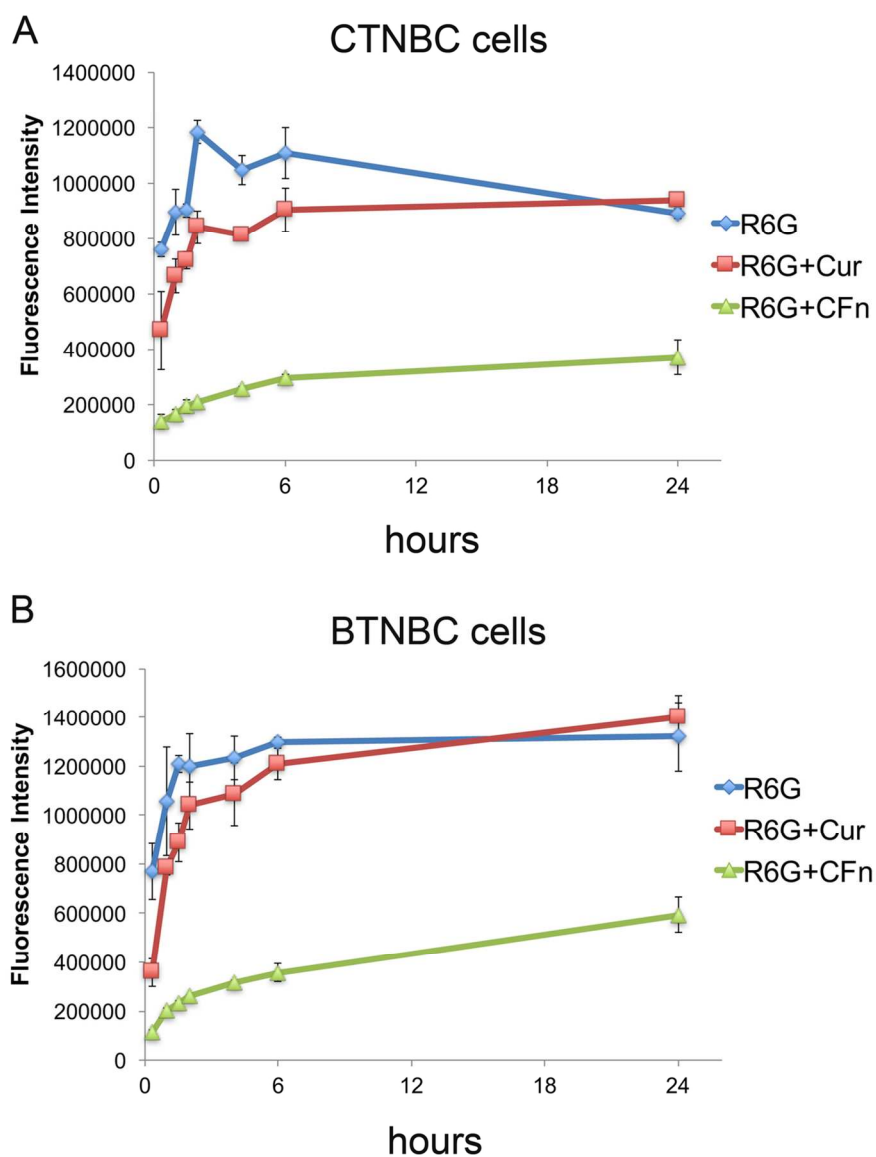 A
CTNBC cells
1400000
1200000
1000000
800000
600000
400000
200000
0
Fluorescence Intensity
0 6 12 18 24
hours
R6G
R6G+Cur
R6G+CFn
B
BTNBC cells
1600000
1400000
1200000
1000000
800000
600000
400000
200000
0
Fluorescence Intensity
0 6 12 18 24
hours
R6G
R6G+Cur
R6G+CFn